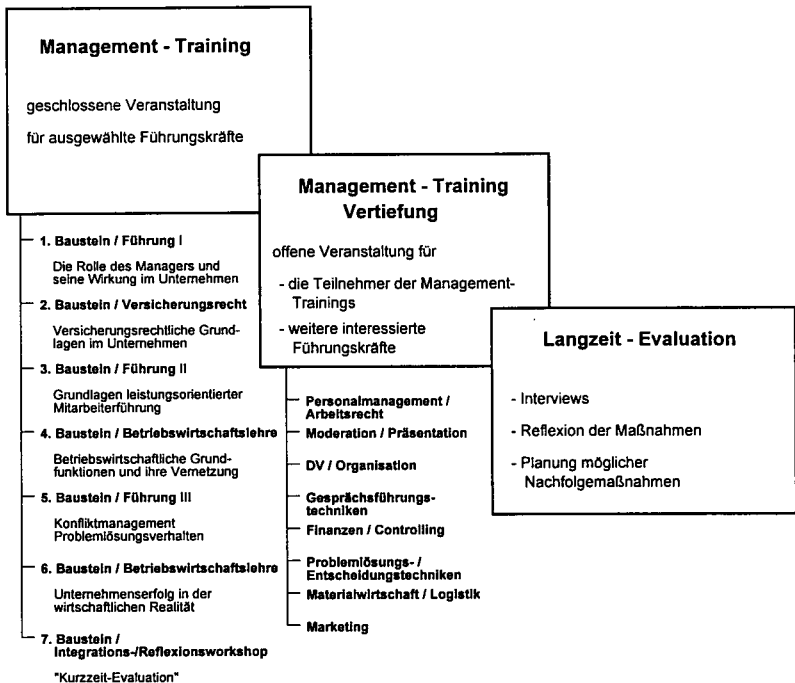 Management - Training
geschlossene Veranstaltung
für ausgewählte Führungskräfte
1. Baustein / Führung I
Die Rolle des Managers und
seine Wirkung im Unternehmen
2. Baustein / Versicherungsrecht
Versicherungsrechtliche Grund-
lagen im Unternehmen
3. Baustein / Führung II
Grundlagen leistungsorientierter
Mitarbeiterführung
4. Baustein / Betriebswirtschaftslehre
Betriebswirtschaftliche Grund-
funktionen und ihre Vernetzung
5. Baustein / Führung III
Konfliktmanagement
Problemlösungsverhalten
6. Baustein / Betriebswirtschaftslehre
Unternehmenserfolg in der
wirtschaftlichen Realität
7. Baustein /
Integrations-/Reflexionsworkshop
"Kurzzeit-Evaluation"
Management - Training
Vertiefung
offene Veranstaltung für
- die Teilnehmer der Management-
Trainings
- weitere interessierte
Führungskräfte
Personalmanagement /
Arbeitsrecht
Moderation / Präsentation
DV / Organisation
Gesprächsführungs-
techniken
Finanzen / Controlling
Problemlösungs- /
Entscheidungstechniken
Materialwirtschaft / Logistik
Marketing
Langzeit - Evaluation
- Interviews
- Reflexion der Maßnahmen
- Planung möglicher
Nachfolgemaßnahmen